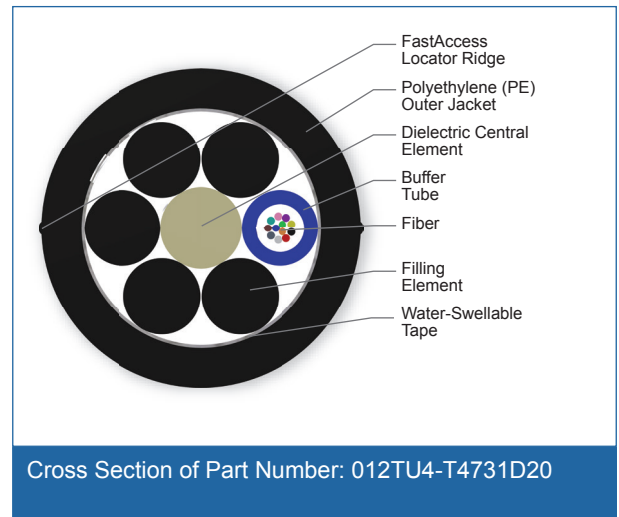 FastAccess
Locator Ridge
Polyethylene (PE)
Outer Jacket
Dielectric Central
Element
Buffer
Tube
Fiber
Filling
Element
Water-Swellable
Tape
Cross Section of Part Number: 012TU4-T4731D20